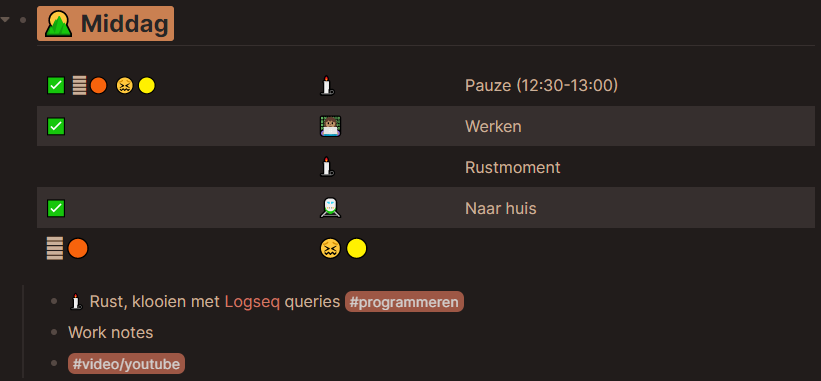 Middag
Pauze (12:30-13:00)
Werken
Rustmoment
Naar huis
Rust, klooien met Logseq queries #programmeren
Work notes
#video/youtube